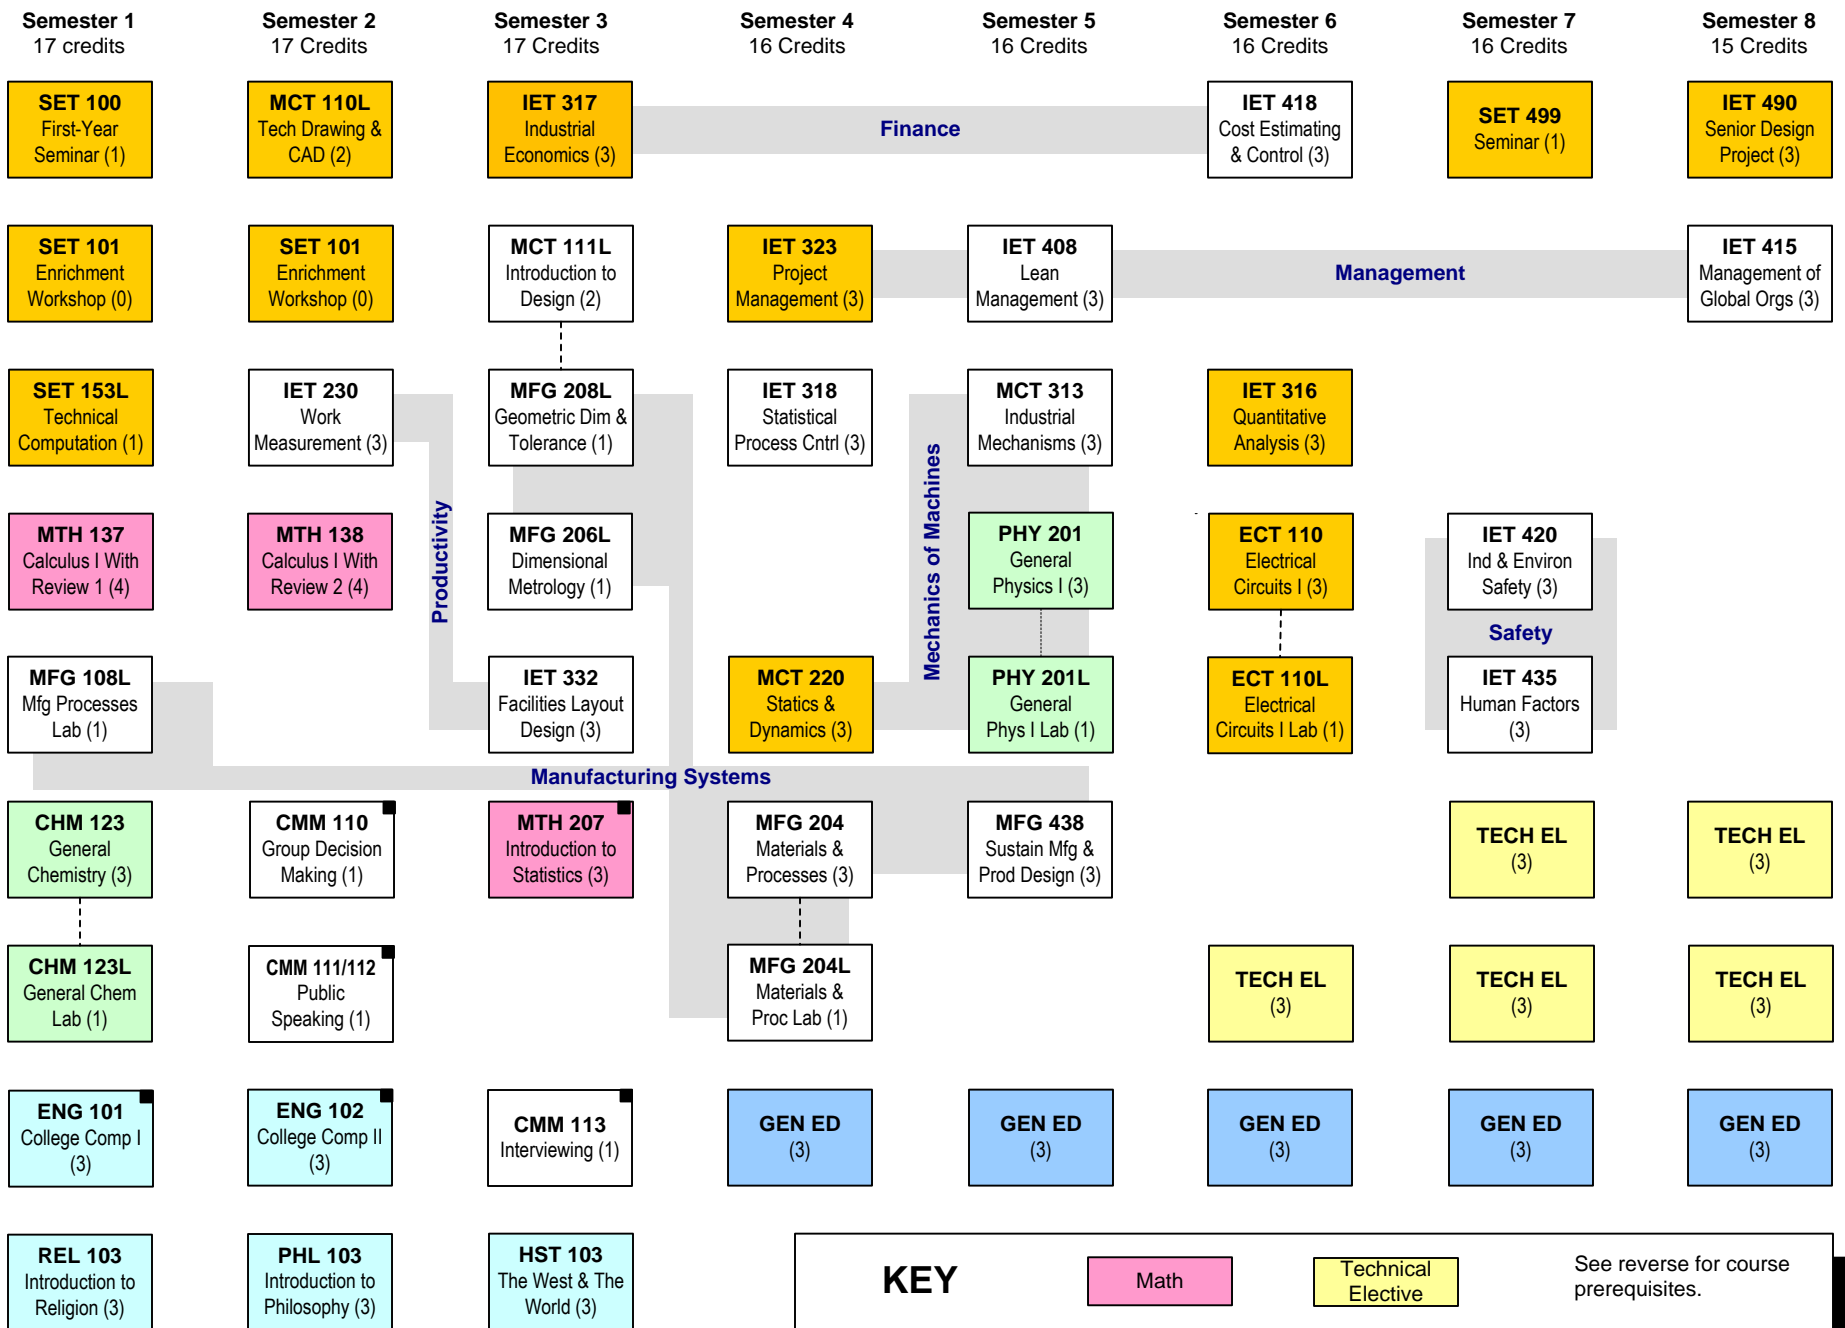 Semester 1
17 credits
Semester 2
17 Credits
Semester 3
17 Credits
Semester 4
16 Credits
Semester 5
16 Credits
Semester 6
16 Credits
Semester 7
16 Credits
Semester 8
15 Credits
SET 100
First-Year
Seminar (1)
MCT 110L
Tech Drawing &
CAD (2)
IET 317
Industrial
Economics (3)
Finance
IET 418
Cost Estimating
& Control (3)
SET 499
Seminar (1)
IET 490
Senior Design
Project (3)
SET 101
Enrichment
Workshop (0)
SET 101
Enrichment
Workshop (0)
MCT 111L
Introduction to
Design (2)
IET 323
Project
Management (3)
IET 408
Lean
Management (3)
Management
IET 415
Management of
Global Orgs (3)
SET 153L
Technical
Computation (1)
IET 230
Work
Measurement (3)
MFG 208L
Geometric Dim &
Tolerance (1)
IET 318
Statistical
Process Cntrl (3)
MCT 313
Industrial
Mechanisms (3)
IET 316
Quantitative
Analysis (3)
Productivity
Mechanics of Machines
MTH 137
Calculus I With
Review 1 (4)
MTH 138
Calculus I With
Review 2 (4)
MFG 206L
Dimensional
Metrology (1)
PHY 201
General
Physics I (3)
ECT 110
Electrical
Circuits I (3)
IET 420
Ind & Environ
Safety (3)
Safety
MFG 108L
Mfg Processes
Lab (1)
IET 332
Facilities Layout
Design (3)
MCT 220
Statics &
Dynamics (3)
PHY 201L
General
Phys I Lab (1)
ECT 110L
Electrical
Circuits I Lab (1)
IET 435
Human Factors
(3)
Manufacturing Systems
CHM 123
General
Chemistry (3)
CMM 110
Group Decision
Making (1)
MTH 207
Introduction to
Statistics (3)
MFG 204
Materials &
Processes (3)
MFG 438
Sustain Mfg &
Prod Design (3)
TECH EL
(3)
TECH EL
(3)
CHM 123L
General Chem
Lab (1)
CMM 111/112
Public
Speaking (1)
MFG 204L
Materials &
Proc Lab (1)
TECH EL
(3)
TECH EL
(3)
TECH EL
(3)
ENG 101
College Comp I
(3)
ENG 102
College Comp II
(3)
CMM 113
Interviewing (1)
GEN ED
(3)
GEN ED
(3)
GEN ED
(3)
GEN ED
(3)
GEN ED
(3)
REL 103
Introduction to
Religion (3)
PHL 103
Introduction to
Philosophy (3)
HST 103
The West & The
World (3)
KEY
Math
Technical
Elective
See reverse for course
prerequisites.